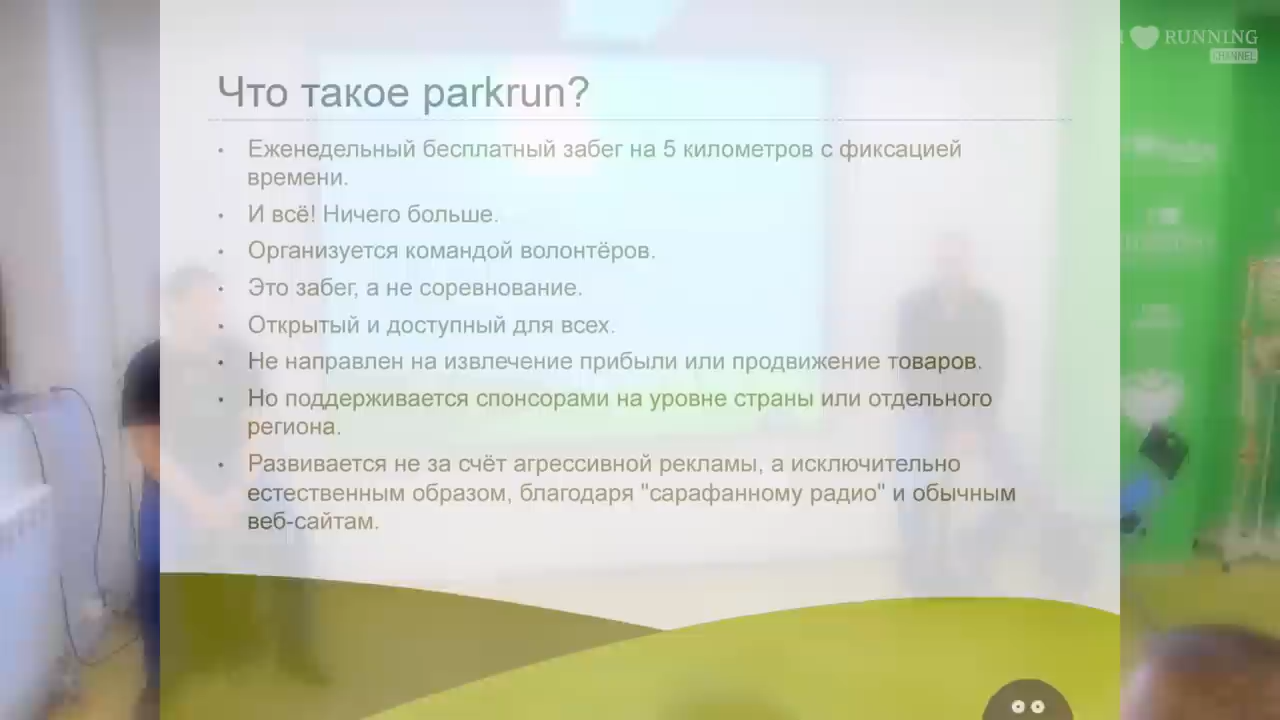 RUNNING
CHANNEL
Что такое parkrun?
• Еженедельный бесплатный забег на 5 километров с фиксацией
времени.
• И всё! Ничего больше.
• Организуется командой волонтёров.
• Это забег, а не соревнование.
• Открытый и доступный для всех.
• Не направлен на извлечение прибыли или продвижение товаров.
• Но поддерживается спонсорами на уровне страны или отдельного
региона.
• Развивается не за счёт агрессивной рекламы, а исключительно
естественным образом, благодаря "сарафанному радио" и обычным
веб-сайтам.